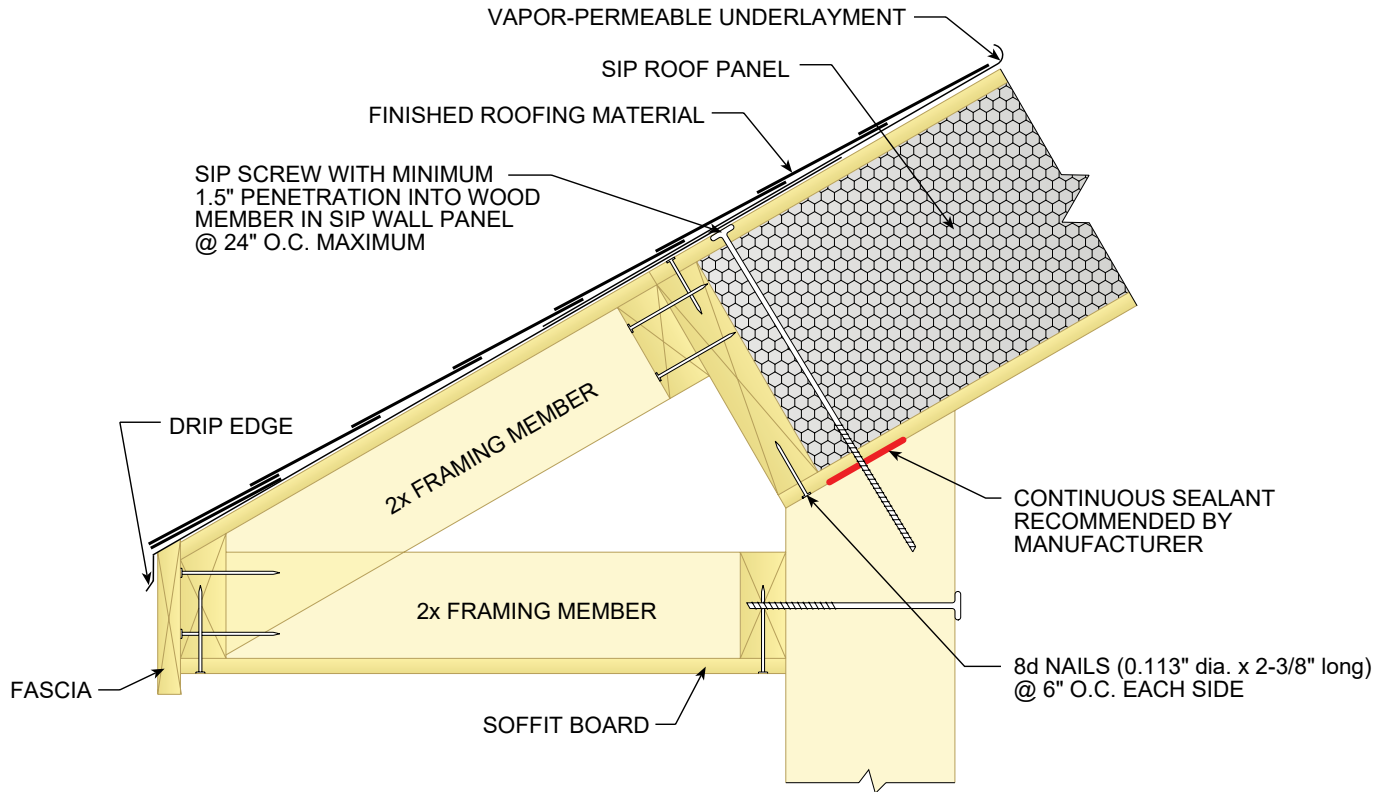 VAPOR-PERMEABLE UNDERLAYMENT
SIP ROOF PANEL
FINISHED ROOFING MATERIAL
SIP SCREW WITH MINIMUM
1.5" PENETRATION INTO WOOD
MEMBER IN SIP WALL PANEL
@ 24" O.C. MAXIMUM
DRIP EDGE
2x FRAMING MEMBER
CONTINUOUS SEALANT
RECOMMENDED BY
MANUFACTURER
2x FRAMING MEMBER
8d NAILS (0.113" dia. x 2-3/8" long)
@ 6" O.C. EACH SIDE
FASCIA
SOFFIT BOARD